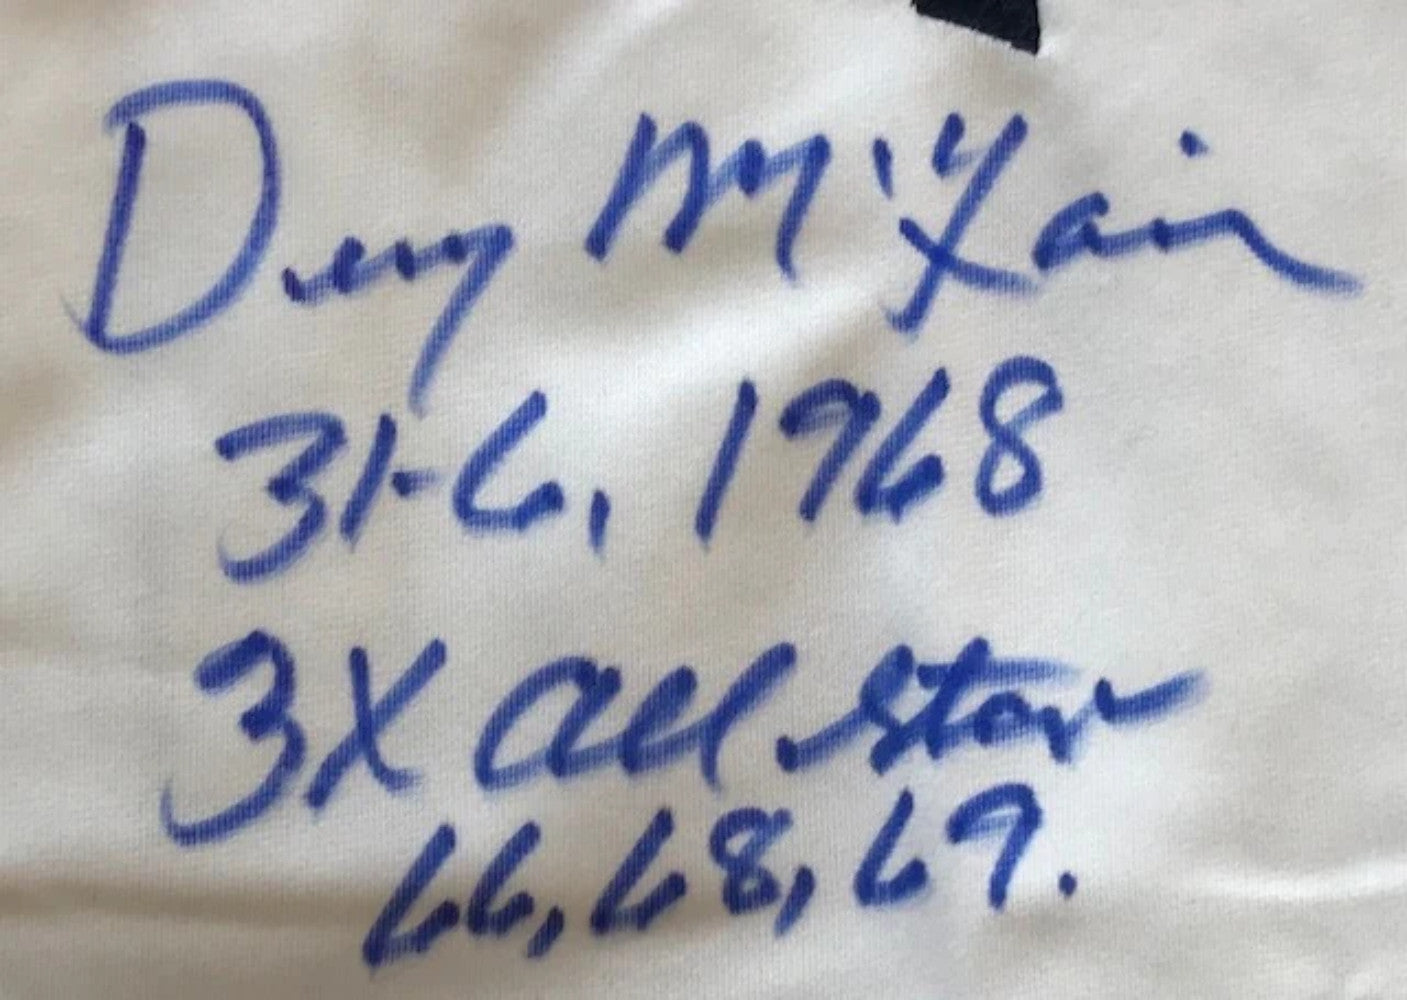 Denny McLain
31-6, 1968
3X All Star
66, 68, 69.